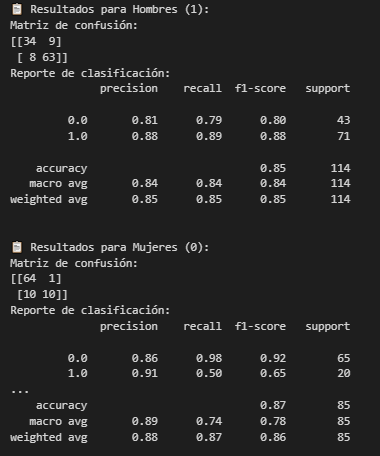 📋 Resultados para Hombres (1):
Matriz de confusión:
[[34  9]
 [ 8 63]]
Reporte de clasificación:
              precision    recall  f1-score   support

         0.0       0.81      0.79      0.80        43
         1.0       0.88      0.89      0.88        71

    accuracy                           0.85       114
   macro avg       0.84      0.84      0.84       114
weighted avg       0.85      0.85      0.85       114

📋 Resultados para Mujeres (0):
Matriz de confusión:
[[64  1]
 [10 10]]
Reporte de clasificación:
              precision    recall  f1-score   support

         0.0       0.86      0.98      0.92        65
         1.0       0.91      0.50      0.65        20
...
    accuracy                           0.87        85
   macro avg       0.89      0.74      0.78        85
weighted avg       0.88      0.87      0.86        85